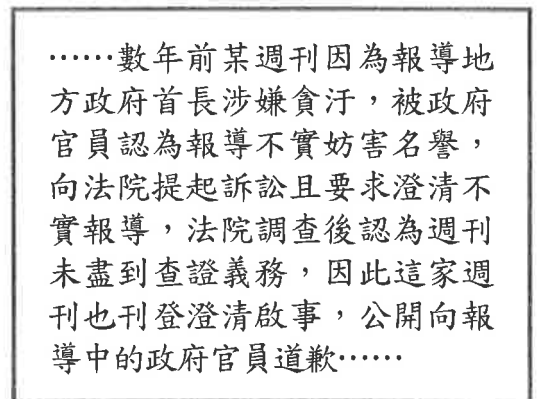 ……數年前某週刊因為報導地
方政府首長涉嫌貪汙，被政府
官員認為報導不實妨害名譽，
向法院提起訴訟且要求澄清不
實報導，法院調查後認為週刊
未盡到查證義務，因此這家週
刊也刊登澄清啟事，公開向報
導中的政府官員道歉……